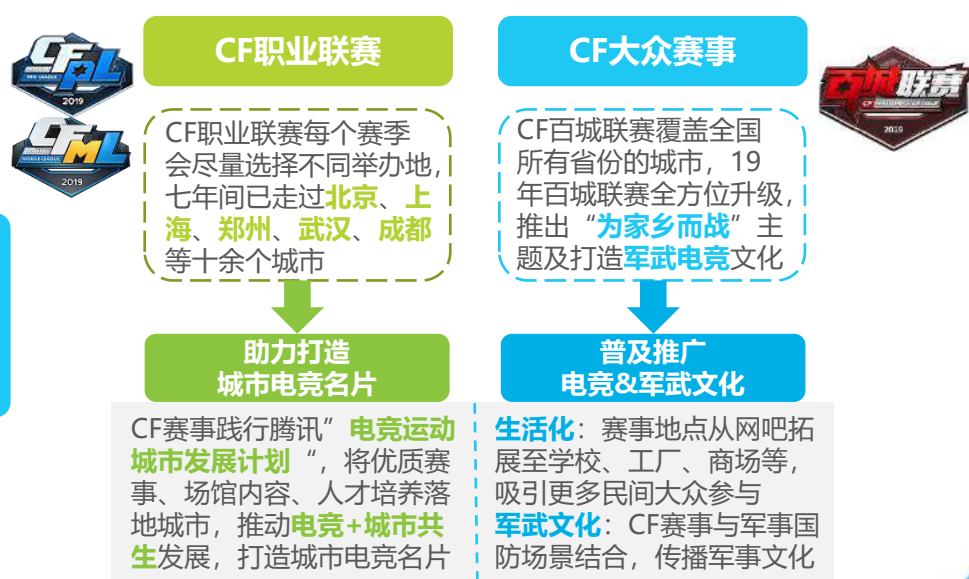 CFPL
PRO·LEAGUE
2019
CFML
MOBILE·LEAGUE
2019
CF职业联赛
CF职业联赛每个赛季
会尽量选择不同举办地,
七年间已走过北京、上
海、郑州、武汉、成都
等十余个城市
助力打造
城市电竞名片
CF赛事践行腾讯”电竞运动
城市发展计划“,将优质赛
事、场馆内容、人才培养落
地城市,推动电竞+城市共
生发展,打造城市电竞名片
CF大众赛事
CF百城联赛覆盖全国
所有省份的城市,19
年百城联赛全方位升级,
推出“为家乡而战”主
题及打造军武电竞文化
普及推广
电竞&军武文化
生活化:赛事地点从网吧拓
展至学校、工厂、商场等,
吸引更多民间大众参与
军武文化:CF赛事与军事国
防场景结合,传播军事文化
百城联赛
2019